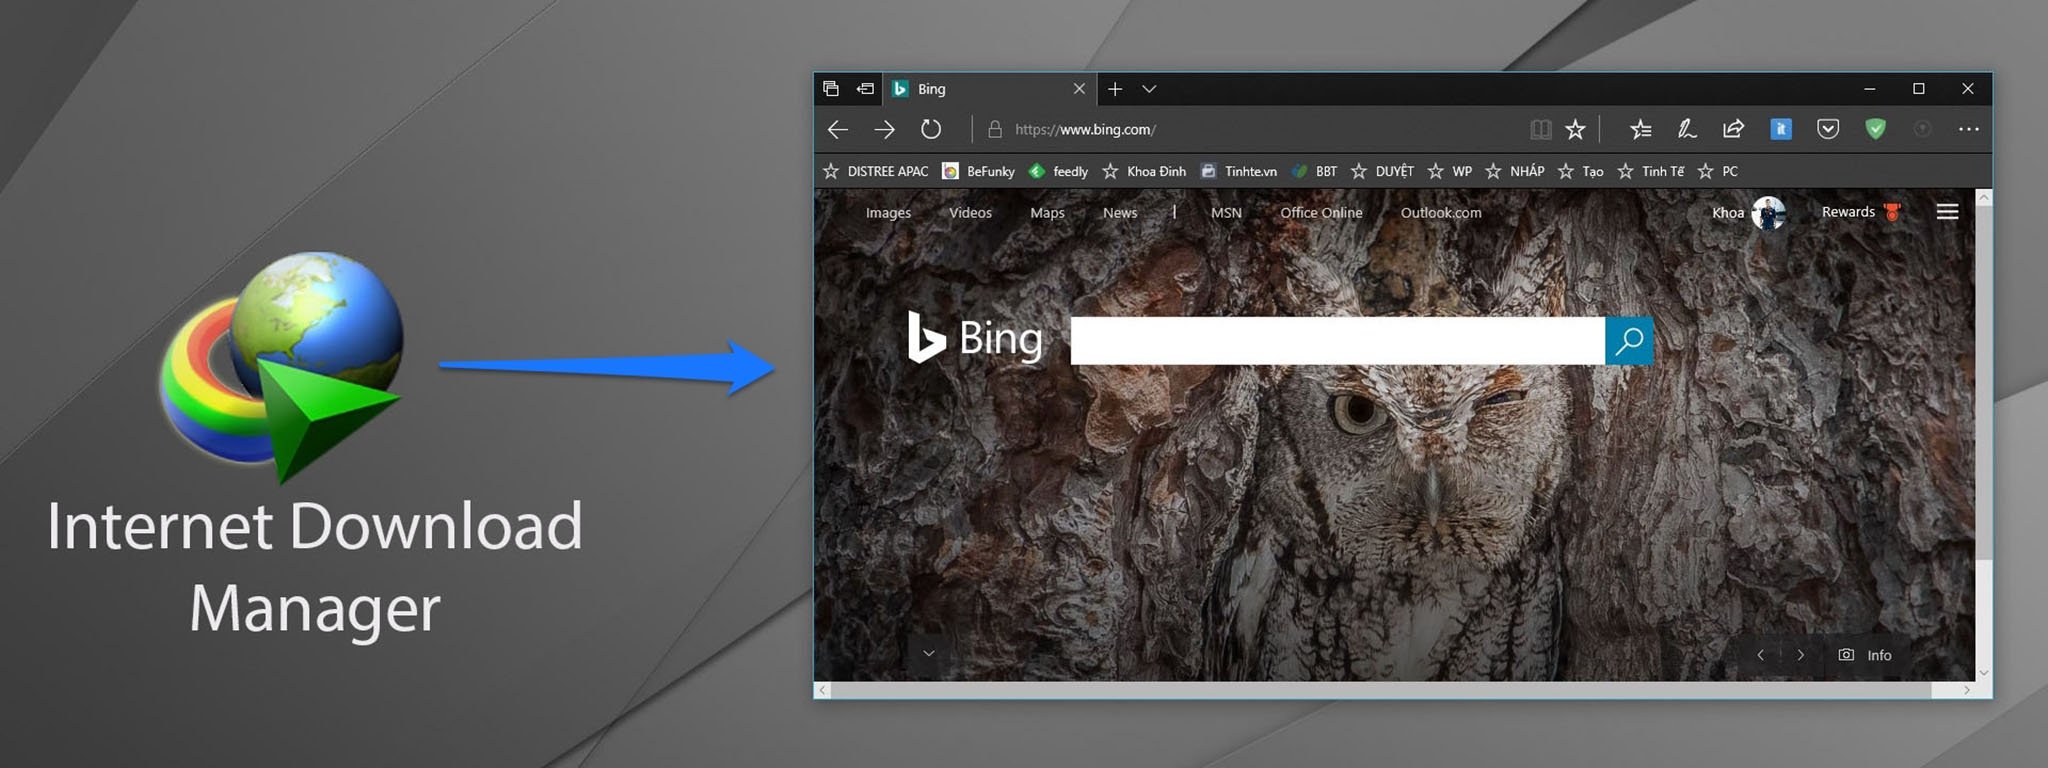 Bing
https://www.bing.com/
it
DISTREE APAC BeFunky feedly Khoa Đinh Tinhte.vn BBT DUYỆT WP NHÁP Tạo Tinh Tế PC
Images Videos Maps News | MSN Office Online Outlook.com Khoa Rewards
Bing
Internet Download
Manager
Info